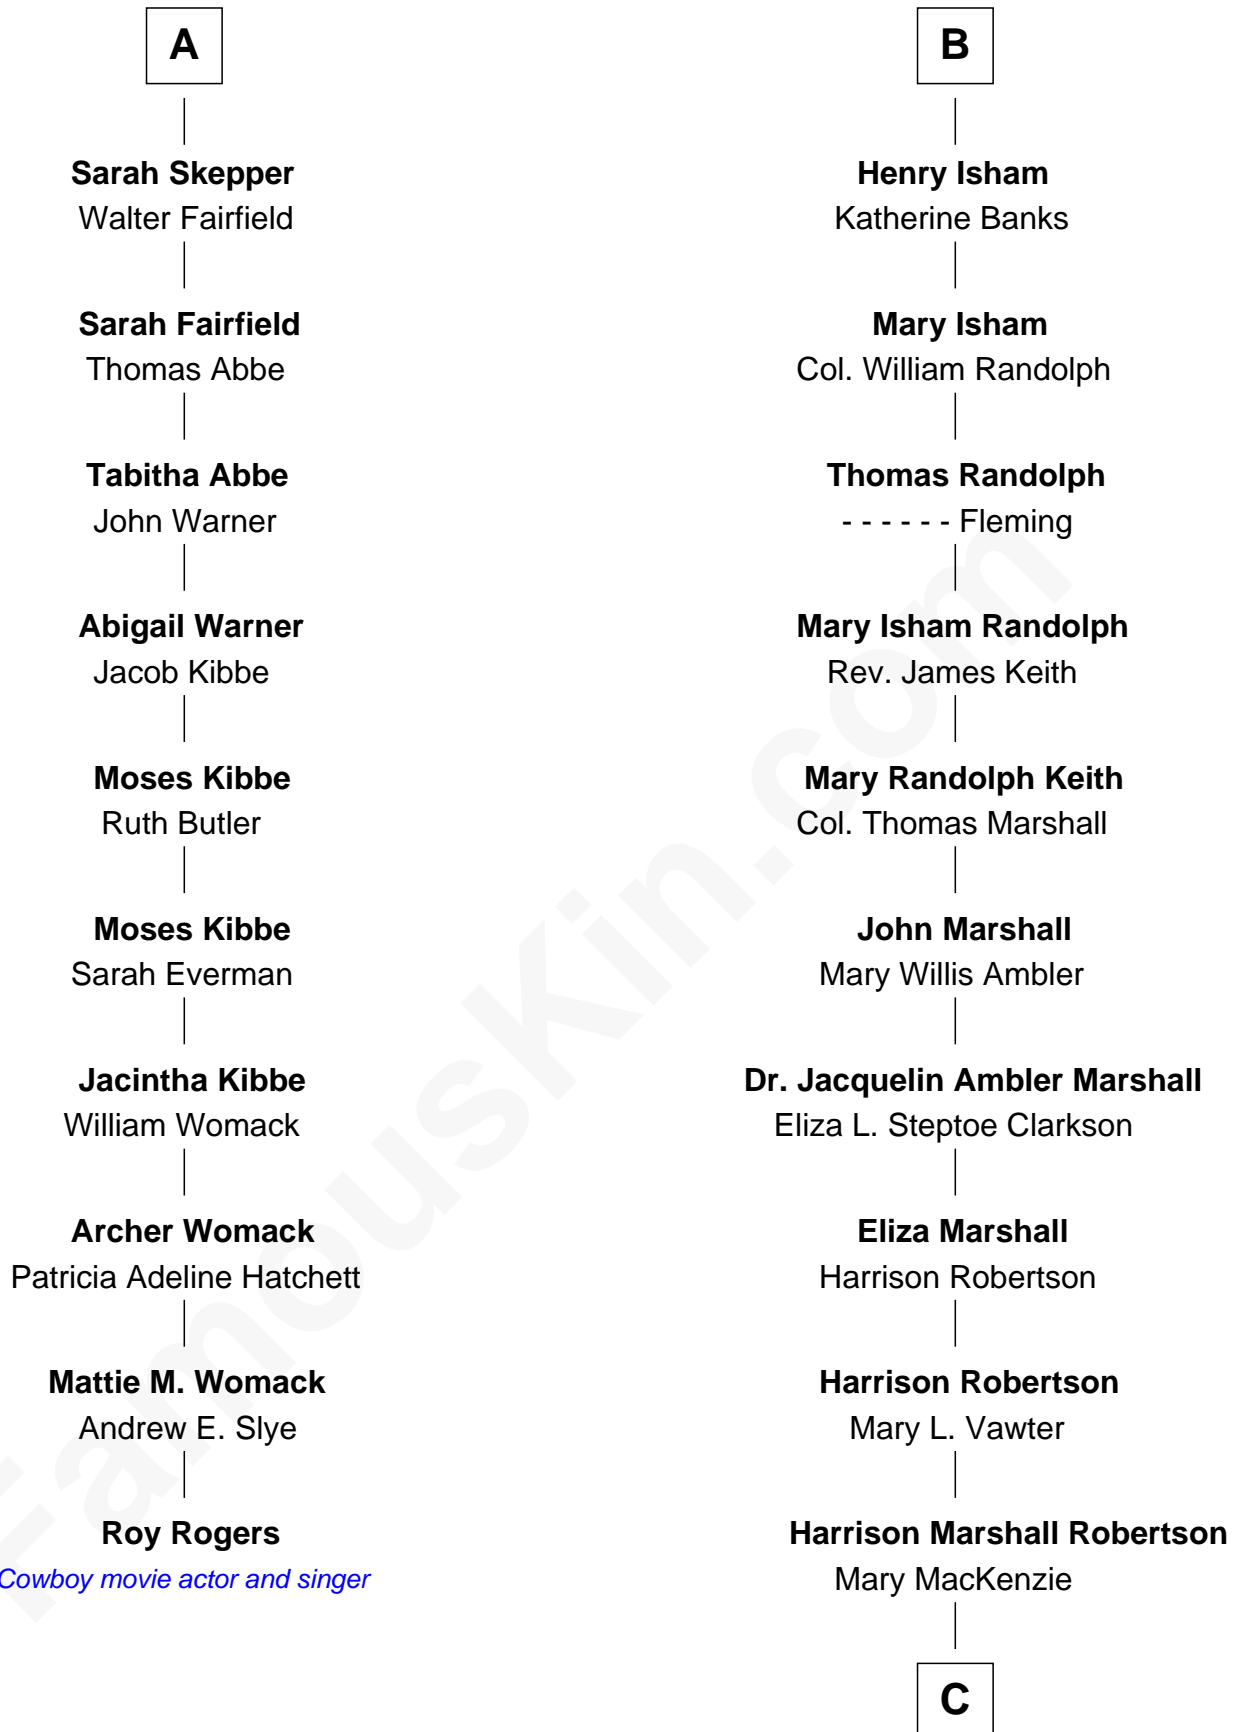 A
Sarah Skepper
Walter Fairfield
Sarah Fairfield
Thomas Abbe
Tabitha Abbe
John Warner
Abigail Warner
Jacob Kibbe
Moses Kibbe
Ruth Butler
Moses Kibbe
Sarah Everman
Jacintha Kibbe
William Womack
Archer Womack
Patricia Adeline Hatchett
Mattie M. Womack
Andrew E. Slye
Roy Rogers
Cowboy movie actor and singer
B
Henry Isham
Katherine Banks
Mary Isham
Col. William Randolph
Thomas Randolph
- - - - - - Fleming
Mary Isham Randolph
Rev. James Keith
Mary Randolph Keith
Col. Thomas Marshall
John Marshall
Mary Willis Ambler
Dr. Jacquelin Ambler Marshall
Eliza L. Steptoe Clarkson
Eliza Marshall
Harrison Robertson
Harrison Robertson
Mary L. Vawter
Harrison Marshall Robertson
Mary MacKenzie
C
FamousKin.com